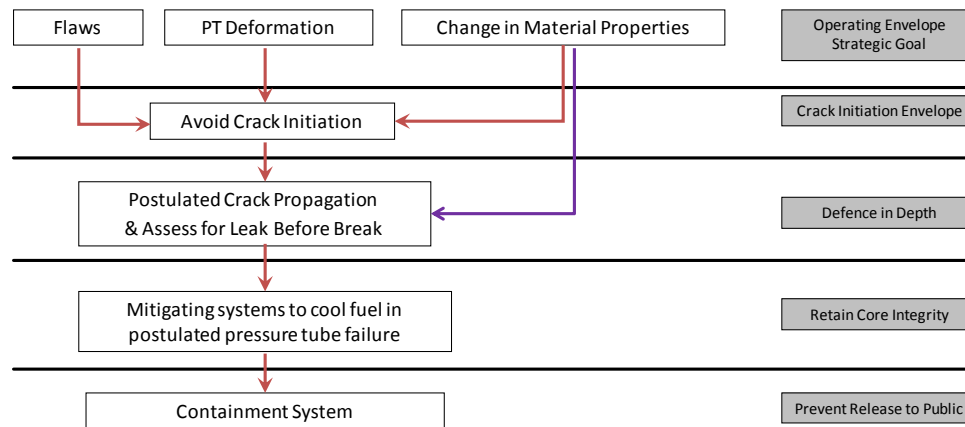 Flaws
PT Deformation
Change in Material Properties
Operating Envelope
Strategic Goal
Avoid Crack Initiation
Crack Initiation Envelope
Postulated Crack Propagation
& Assess for Leak Before Break
Defence in Depth
Mitigating systems to cool fuel in
postulated pressure tube failure
Retain Core Integrity
Containment System
Prevent Release to Public